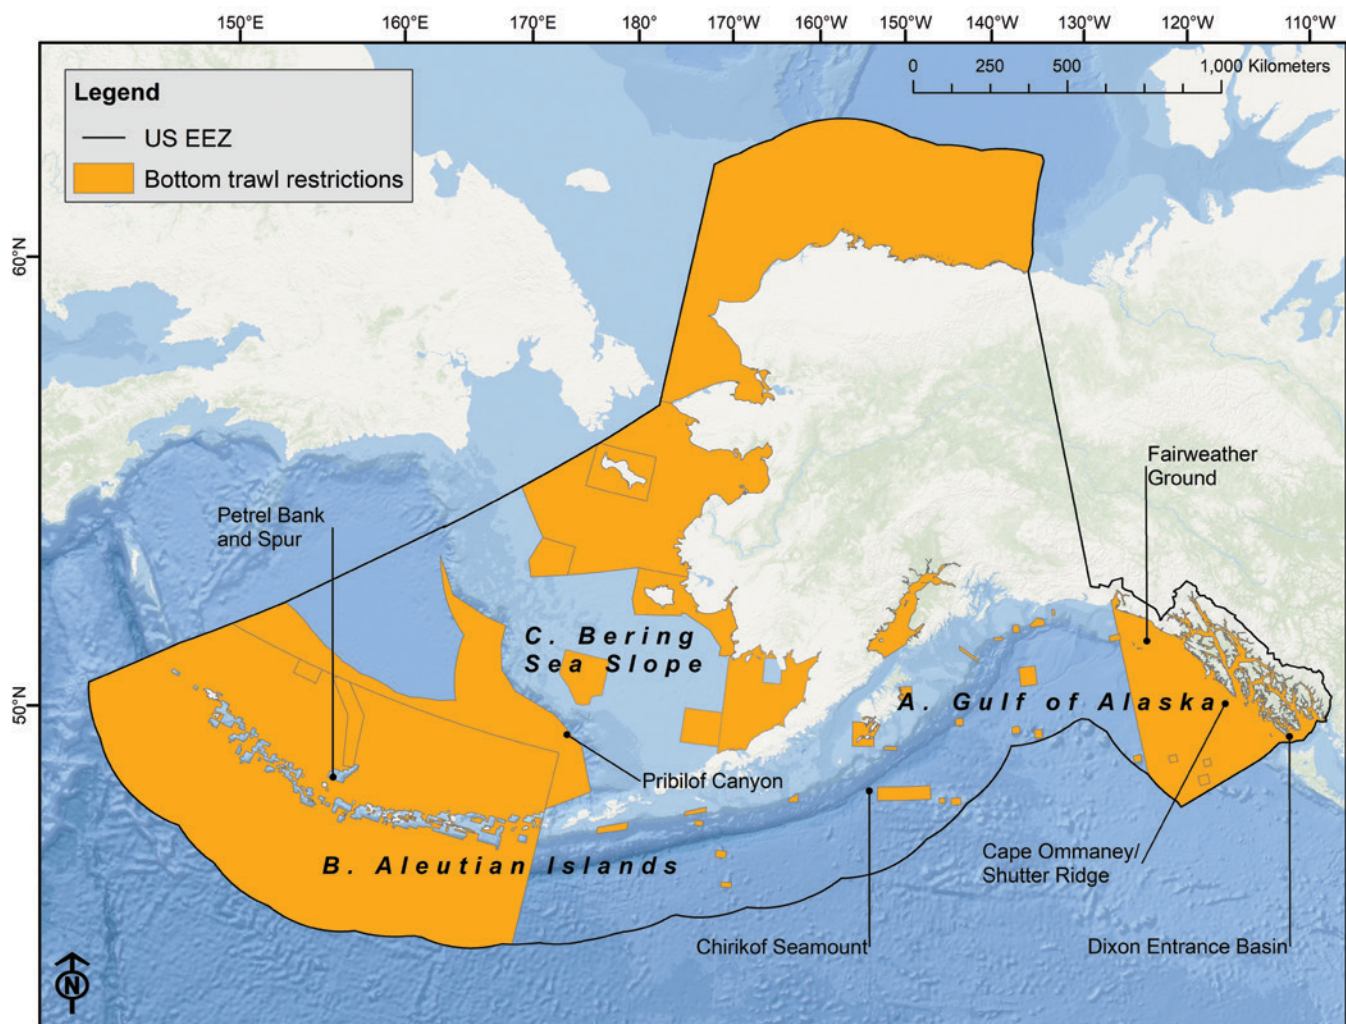 150°E 160°E 170°E 180° 170°W 160°W 150°W 140°W 130°W 120°W 110°W
Legend
US EEZ
Bottom trawl restrictions
0 250 500 1,000 Kilometers
60°N
50°N
Fairweather
Ground
Petrel Bank
and Spur
C. Bering
Sea Slope
A. Gulf of Alaska
Pribilof Canyon
B. Aleutian Islands
Cape Ommaney/
Shutter Ridge
Chirikof Seamount
Dixon Entrance Basin
N